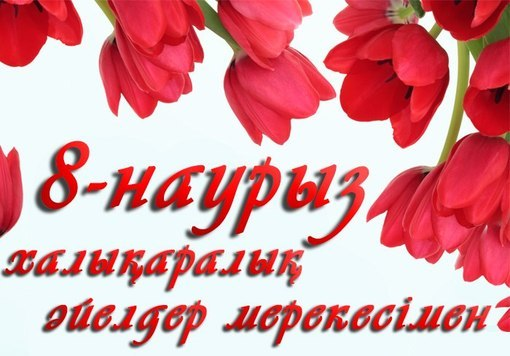 8-наурыз
халықаралық
әйелдер мерекесімен